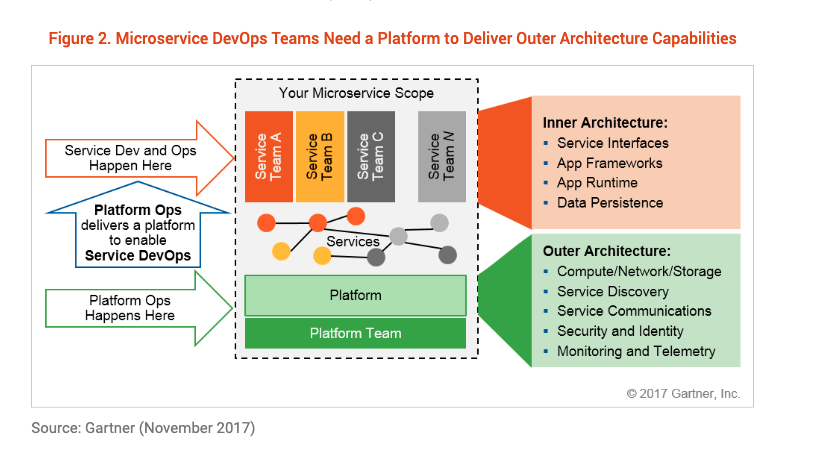 Figure 2. Microservice DevOps Teams Need a Platform to Deliver Outer Architecture Capabilities
Your Microservice Scope
Service Dev and Ops
Happen Here
Platform Ops
delivers a platform
to enable
Service DevOps
Platform Ops
Happens Here
Service
Team A
Service
Team B
Service
Team C
Service
Team N
Services
Platform
Platform Team
Inner Architecture:
▪ Service Interfaces
▪ App Frameworks
▪ App Runtime
▪ Data Persistence
Outer Architecture:
▪ Compute/Network/Storage
▪ Service Discovery
▪ Service Communications
▪ Security and Identity
▪ Monitoring and Telemetry
© 2017 Gartner, Inc.
Source: Gartner (November 2017)